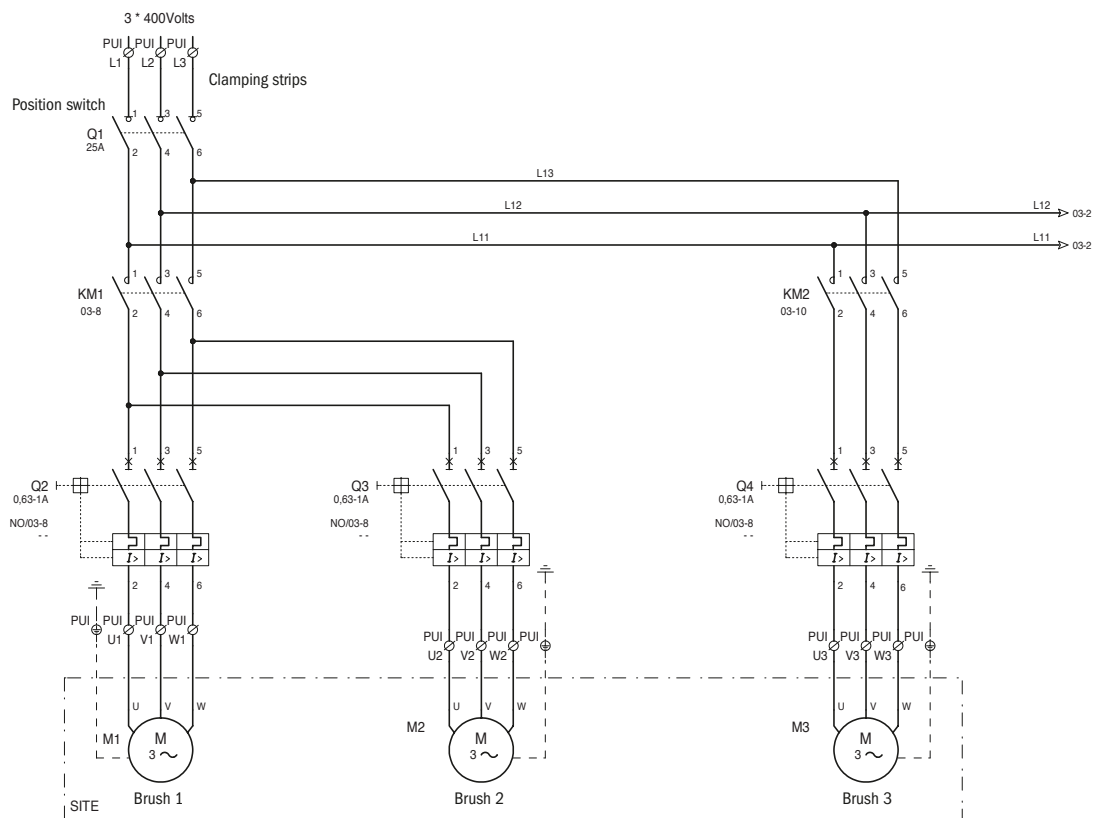 3 * 400Volts
PUI PUI PUI
L1 L2 L3
Clamping strips
Position switch
1 3 5
Q1
25A
2 4 6
L13
L12 L12 03-2
L11 L11 03-2
1 3 5 1 3 5
KM1 KM2
03-8 03-10
2 4 6 2 4 6
1 3 5 1 3 5 1 3 5
Q2 Q3 Q4
0,63-1A 0,63-1A 0,63-1A
NO/03-8 NO/03-8 NO/03-8
- - - - - -
I> I> I> I> I> I> I> I> I>
2 4 6 2 4 6 2 4 6
PUI PUI PUI PUI
U1 V1 W1
PUI PUI PUI PUI PUI PUI PUI PUI
U2 V2 W2 U3 V3 W3
U V W U V W U V W
M1 M2 M3
M M M
3 3 3
Brush 1 Brush 2 Brush 3
SITE